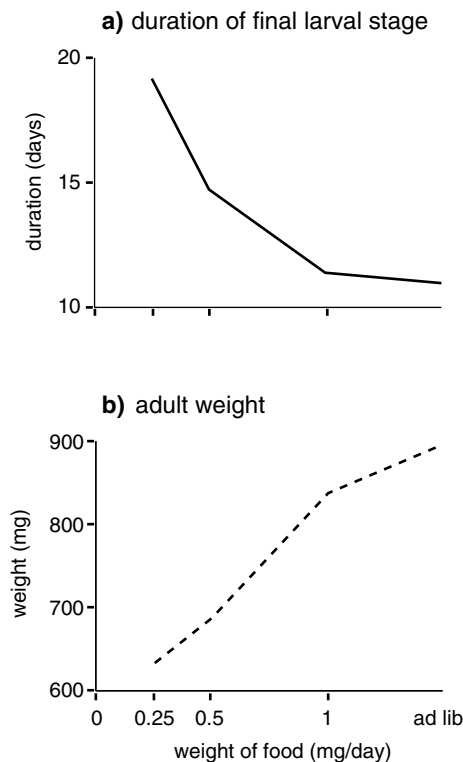 a) duration of final larval stage
20
15
10
duration (days)
b) adult weight
900
800
700
600
weight (mg)
0 0.25 0.5 1 ad lib
weight of food (mg/day)